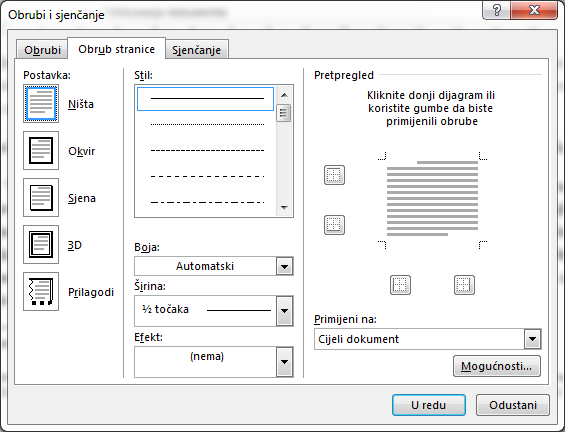 Obrubi i sjenčanje
Obrubi
Obrub stranice
Sjenčanje
Postavka:
Ništa
Okvir
Sjena
3D
Prilagodi
Stil:
Boja:
Automatski
Širina:
½ točaka
Efekt:
(nema)
Pretpregled
Kliknite donji dijagram ili
koristite gumbe da biste
primijenili obrube
Primijeni na:
Cijeli dokument
Mogućnosti...
U redu
Odustani